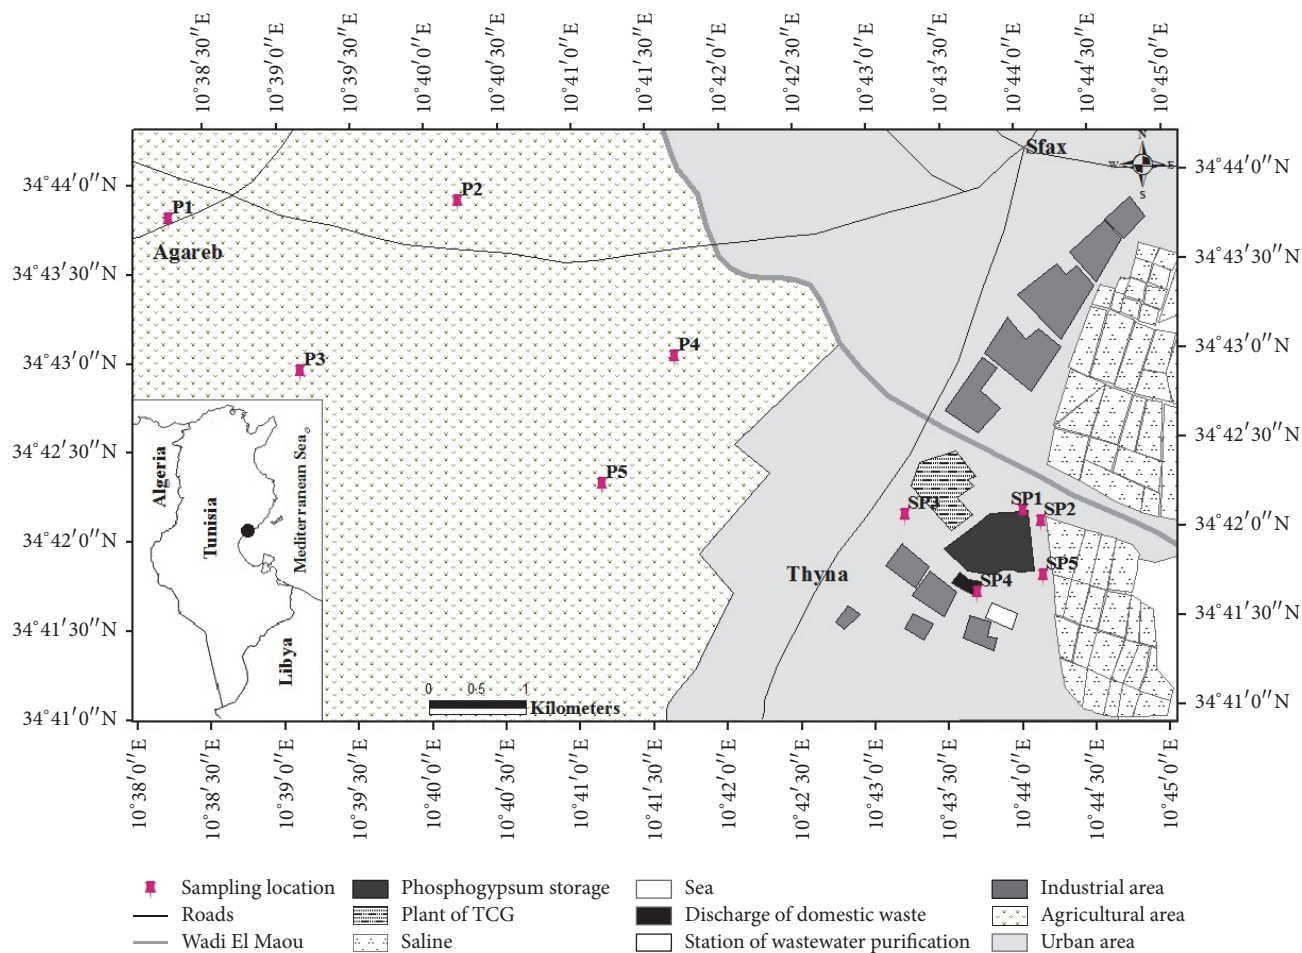 10°38′30″E
10°39′0″E
10°39′30″E
10°40′0″E
10°40′30″E
10°41′0″E
10°41′30″E
10°42′0″E
10°42′30″E
10°43′0″E
10°43′30″E
10°44′0″E
10°44′30″E
10°45′0″E
Sfax
N
W
E
S
34°44′0″N
34°44′0″N
P1
P2
Agareb
34°43′30″N
34°43′30″N
34°43′0″N
34°43′0″N
P3
P4
34°42′30″N
34°42′30″N
Algeria
Tunisia
Mediterranean Sea
Libya
P5
SP3
SP1
SP2
34°42′0″N
34°42′0″N
Thyna
SP4
SP5
34°41′30″N
34°41′30″N
0 0.5 1
Kilometers
34°41′0″N
34°41′0″N
10°38′0″E
10°38′30″E
10°39′0″E
10°39′30″E
10°40′0″E
10°40′30″E
10°41′0″E
10°41′30″E
10°42′0″E
10°42′30″E
10°43′0″E
10°43′30″E
10°44′0″E
10°44′30″E
10°45′0″E
Sampling location
Phosphogypsum storage
Sea
Industrial area
Roads
Plant of TCG
Discharge of domestic waste
Agricultural area
Wadi El Maou
Saline
Station of wastewater purification
Urban area